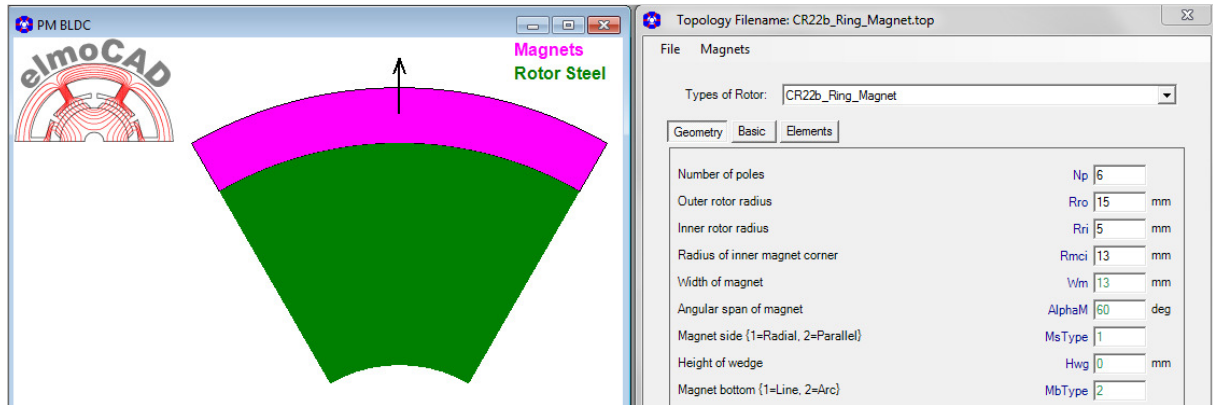 PM BLDC
elmoCAD
Magnets
Rotor Steel
Topology Filename: CR22b_Ring_Magnet.top
File Magnets
Types of Rotor: CR22b_Ring_Magnet
Geometry Basic Elements
Number of poles Np 6
Outer rotor radius Rro 15 mm
Inner rotor radius Rri 5 mm
Radius of inner magnet corner Rmci 13 mm
Width of magnet Wm 13 mm
Angular span of magnet AlphaM 60 deg
Magnet side {1=Radial, 2=Parallel} MsType 1
Height of wedge Hwg 0 mm
Magnet bottom {1=Line, 2=Arc} MbType 2